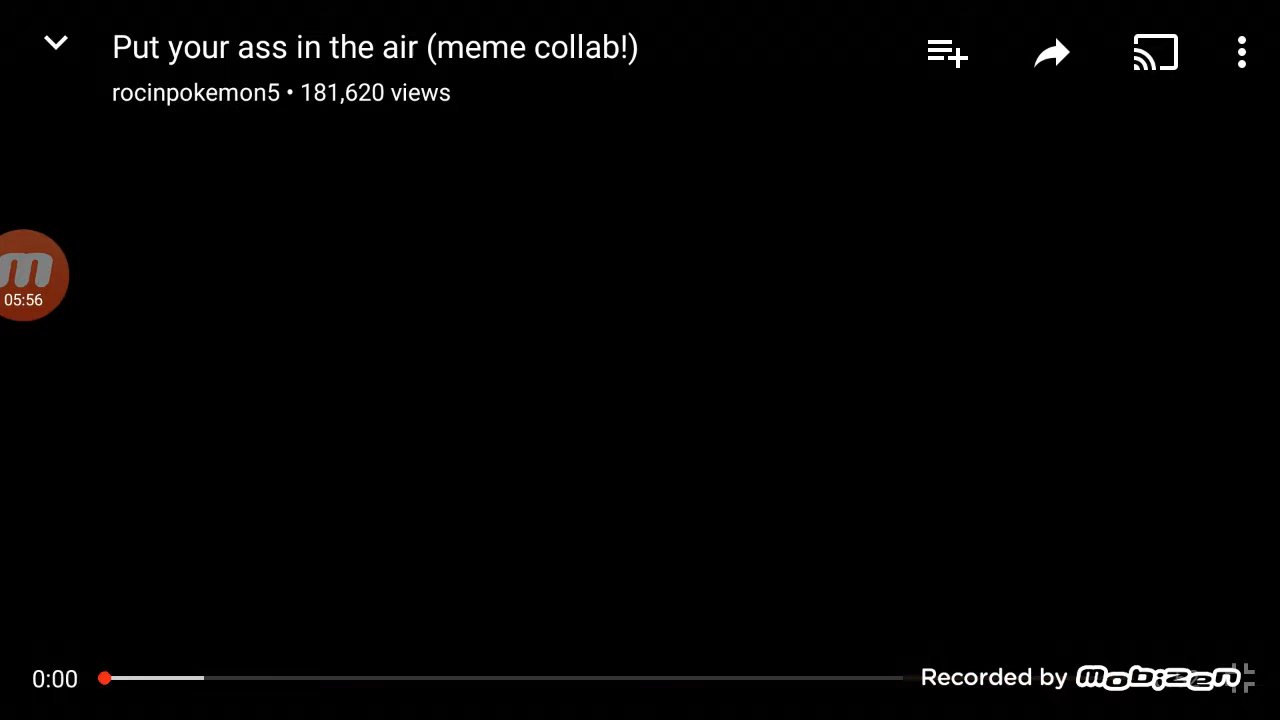 Put your ass in the air (meme collab!)
rocinpokemon5 • 181,620 views
m
05:56
0:00
Recorded by mobizen